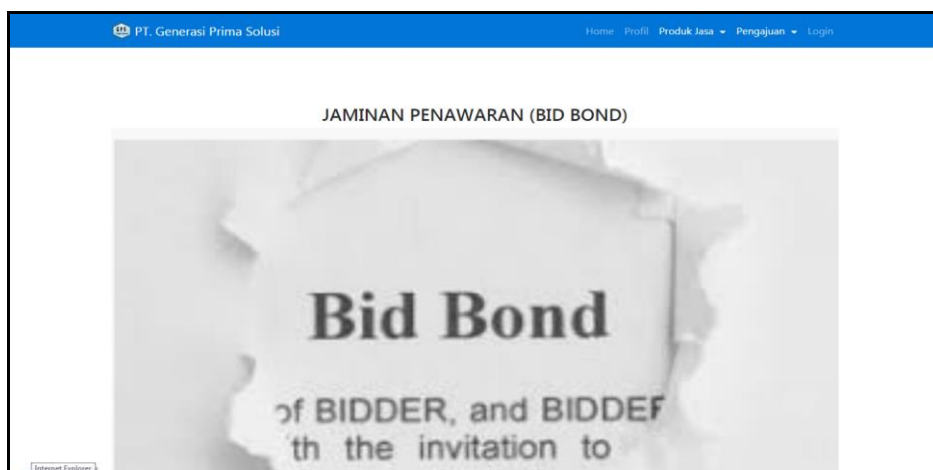 PT. Generasi Prima Solusi Home Profil Produk Jasa Pengajuan Login
JAMINAN PENAWARAN (BID BOND)
Bid Bond
of BIDDER, and BIDDER
th the invitation to
Internet Explorer